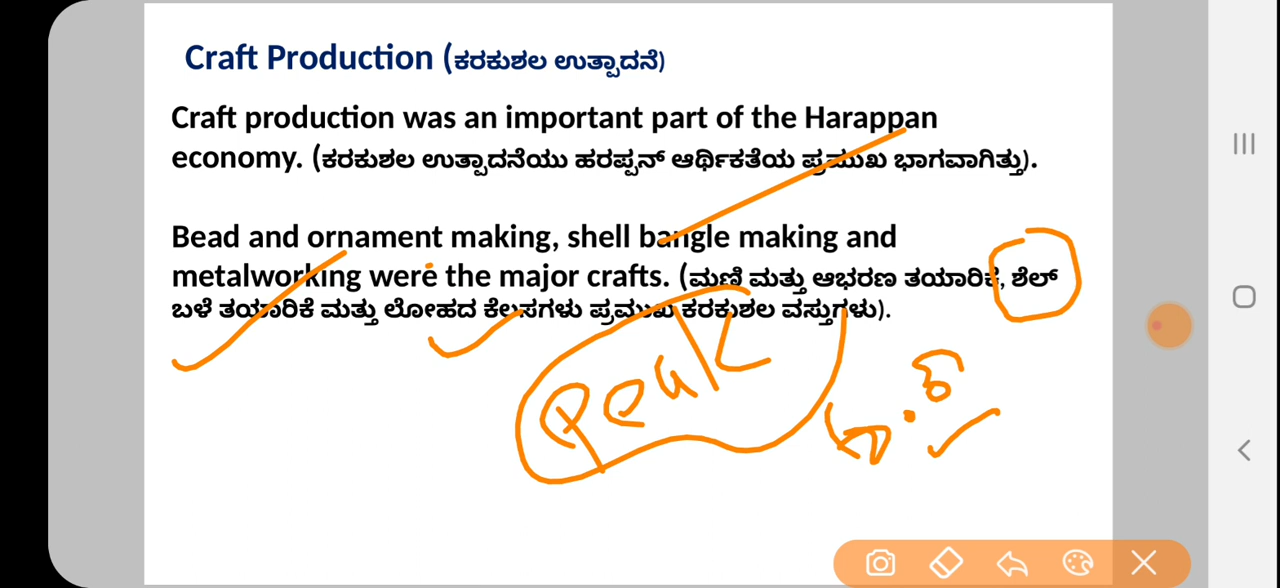 Craft Production (ಕರಕುಶಲ ಉತ್ಪಾದನೆ)
Craft production was an important part of the Harappan
economy. (ಕರಕುಶಲ ಉತ್ಪಾದನೆಯು ಹರಪ್ಪನ್ ಆರ್ಥಿಕತೆಯ ಪ್ರಮುಖ ಭಾಗವಾಗಿತ್ತು).
Bead and ornament making, shell bangle making and
metalworking were the major crafts. (ಮಣಿ ಮತ್ತು ಆಭರಣ ತಯಾರಿಕೆ, ಶೆಲ್
ಬಳೆ ತಯಾರಿಕೆ ಮತ್ತು ಲೋಹದ ಕೆಲಸಗಳು ಪ್ರಮುಖ ಕರಕುಶಲ ವಸ್ತುಗಳು).
Peak